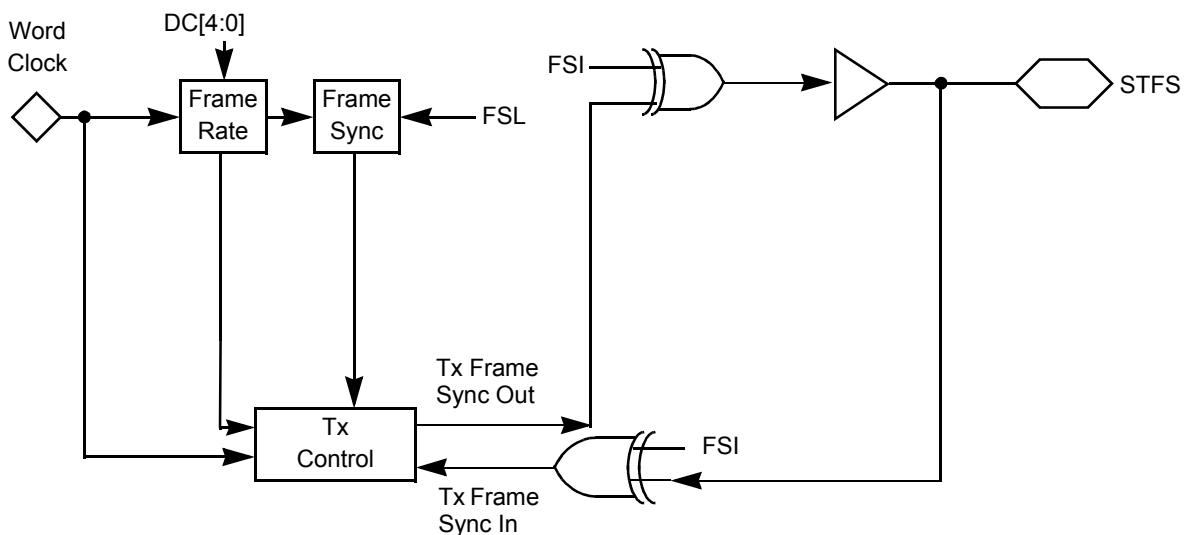 Word
Clock
DC[4:0]
Frame
Rate
Frame
Sync
FSL
FSI
STFS
Tx Frame
Sync Out
Tx
Control
FSI
Tx Frame
Sync In